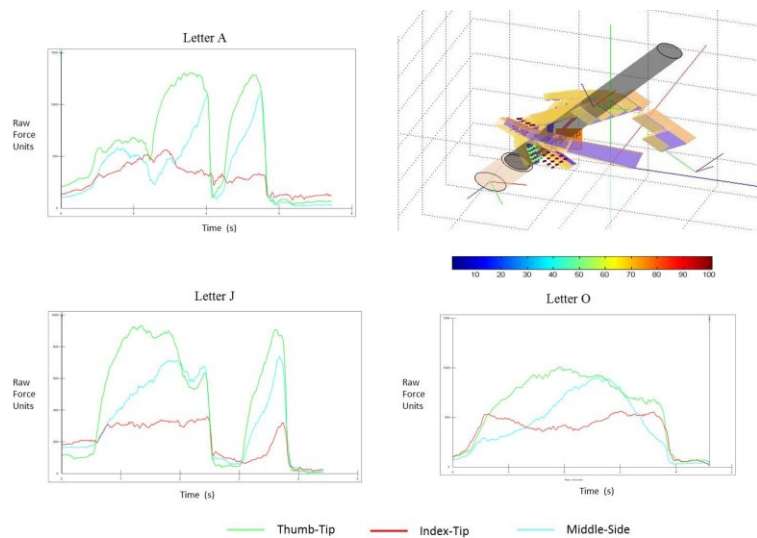 Letter A
Raw
Force
Units
Time (s)
10 20 30 40 50 60 70 80 90 100
Letter J
Raw
Force
Units
Time (s)
Letter O
Raw
Force
Units
Time (s)
Thumb-Tip
Index-Tip
Middle-Side